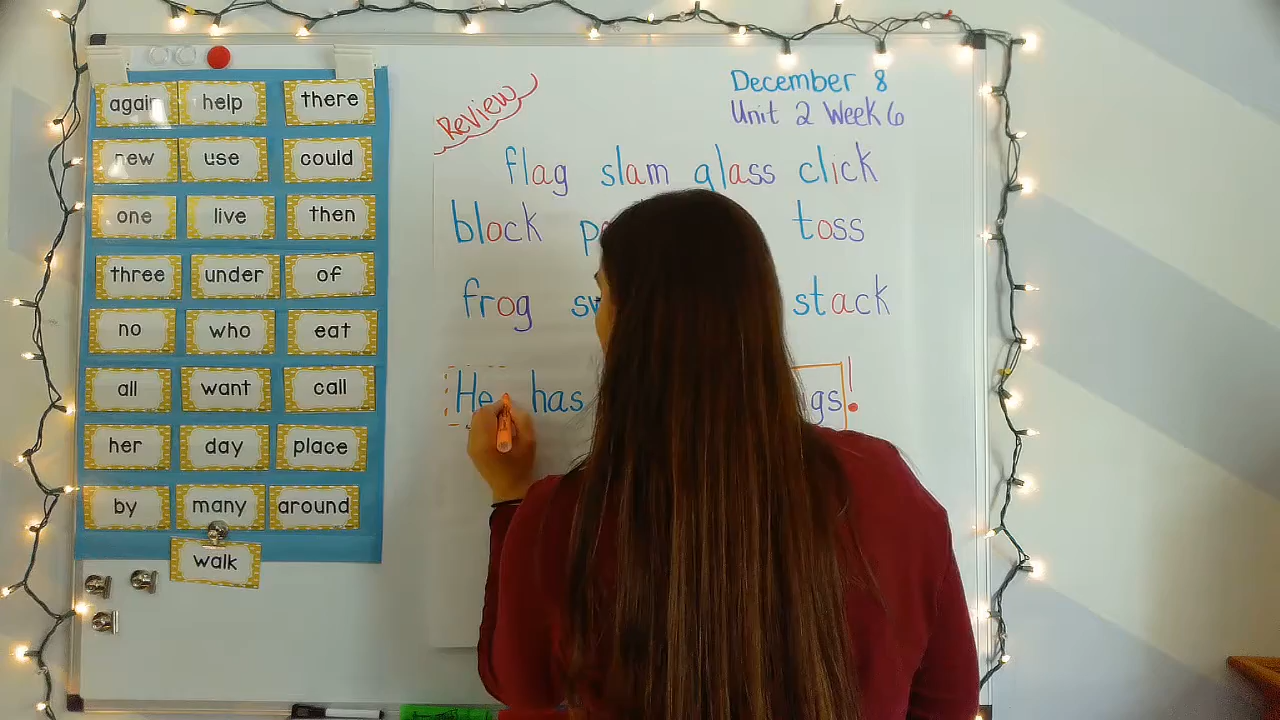 again help there
new use could
one live then
three under of
no who eat
all want call
her day place
by many around
walk
Review
December 8
Unit 2 Week 6
flag slam glass click
block toss
frog stack
He has
!